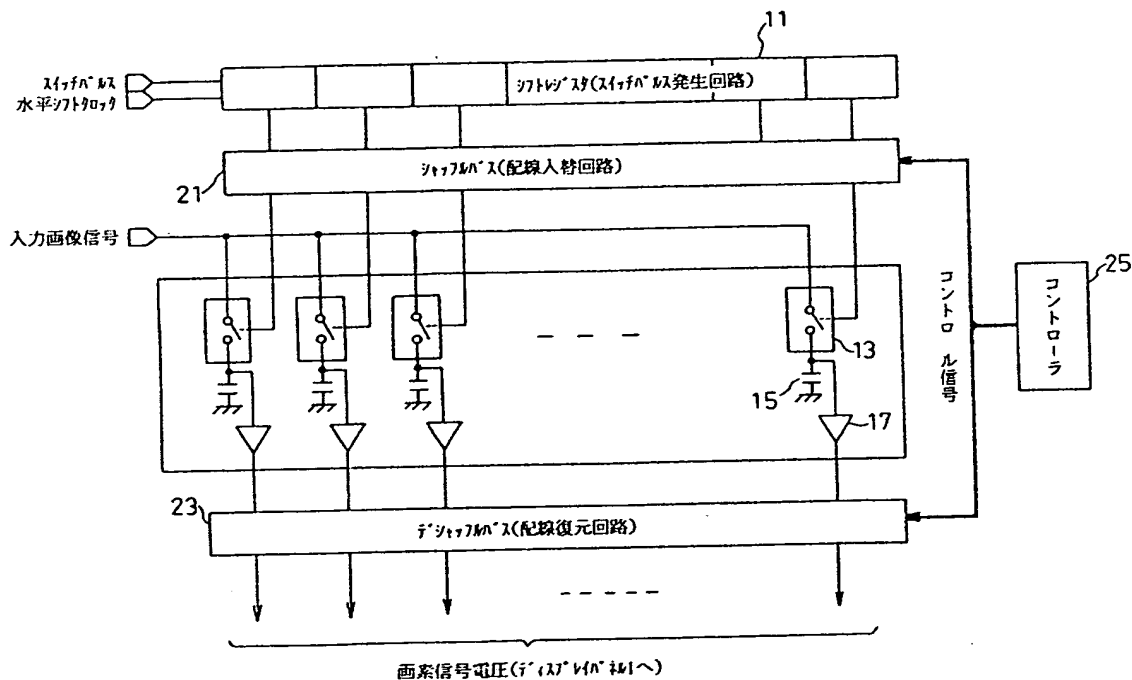 11
スイッチパルス
水平シフトクロック
シフトレジスタ(スイッチパルス発生回路)
21
シャッフルバス(配線入替回路)
入力画像信号
コントロール信号
25
コントローラ
13
15
17
23
デシャッフルバス(配線復元回路)
画素信号電圧(ディスプレイパネル1へ)